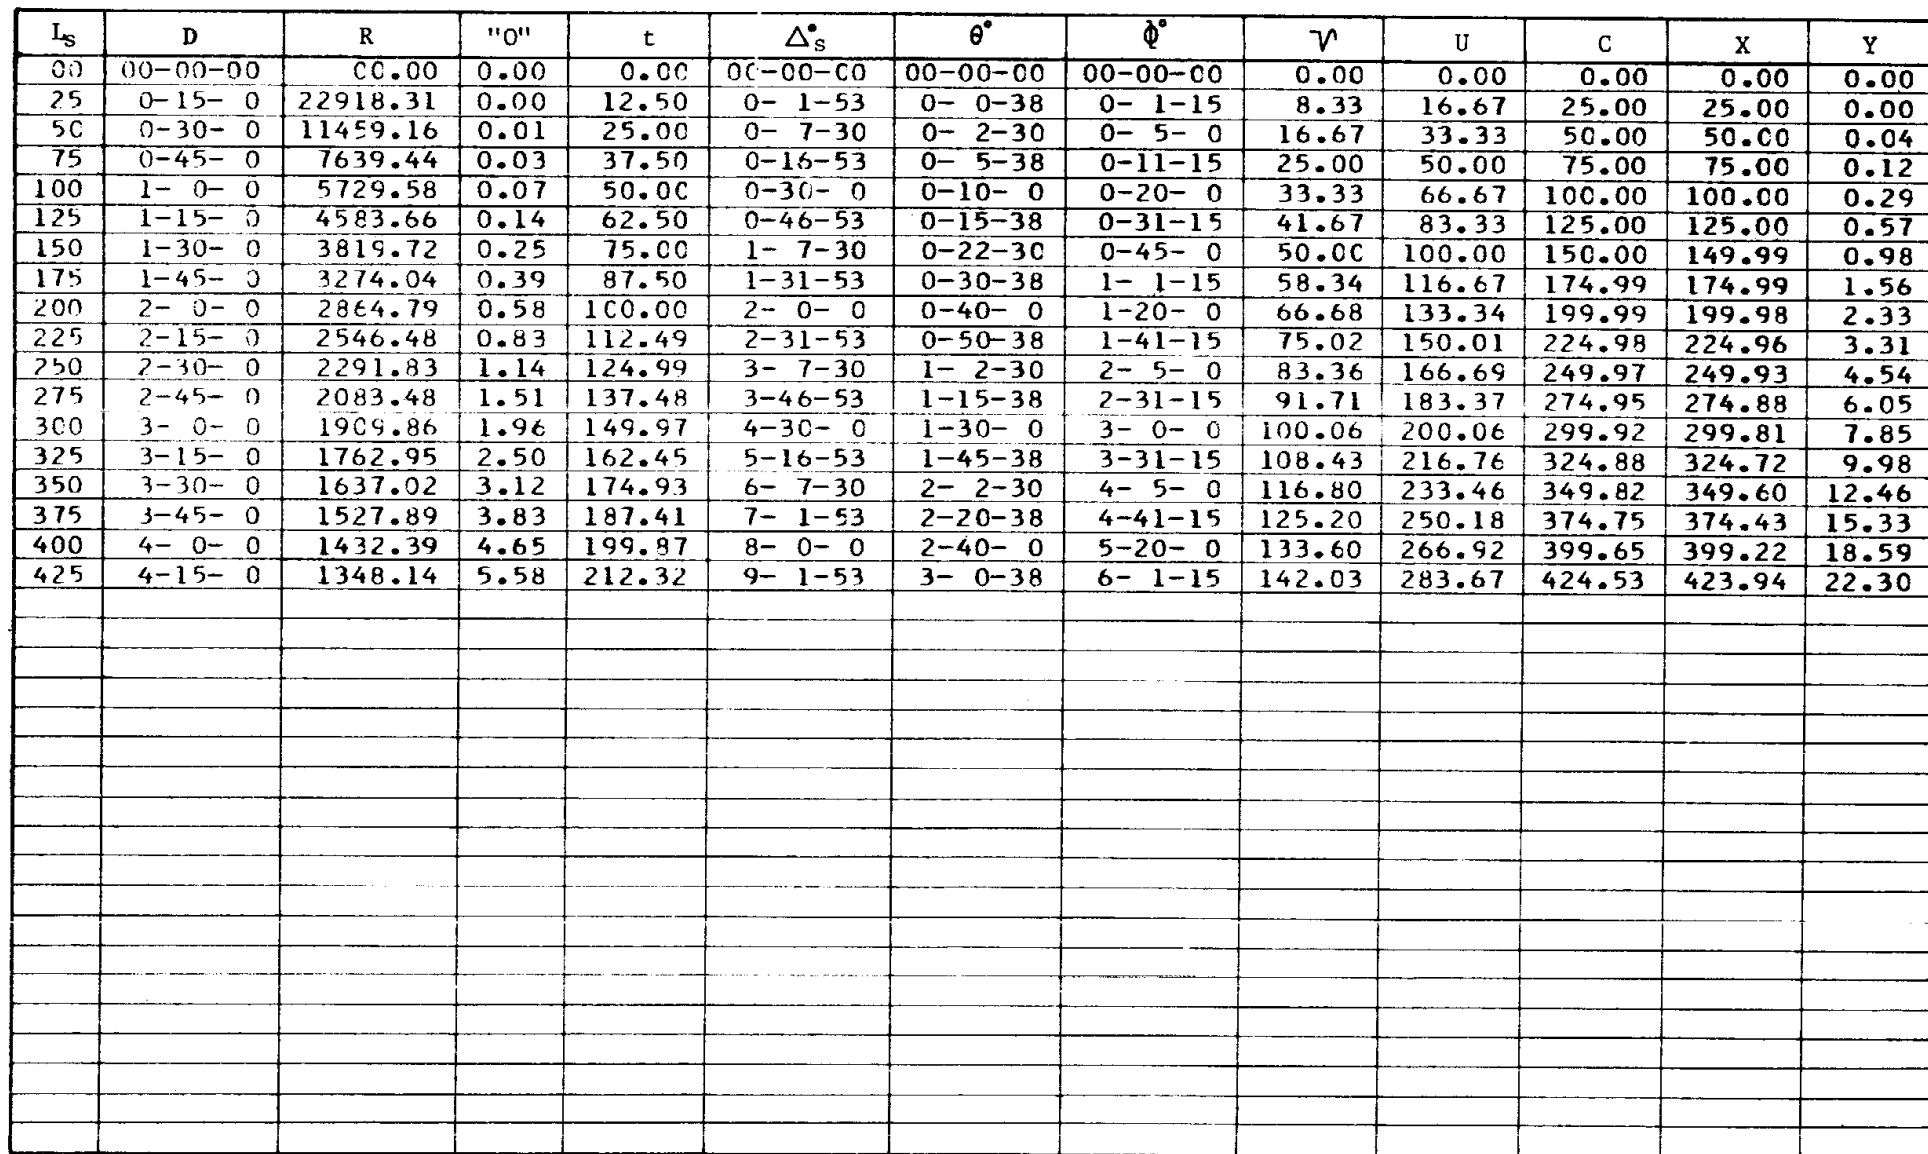 Ls D R "O" t Δ°s θ° Φ° V U C X Y
00 00-00-00 00.00 0.00 0.00 00-00-00 00-00-00 00-00-00 0.00 0.00 0.00 0.00 0.00
25 0-15- 0 22918.31 0.00 12.50 0- 1-53 0- 0-38 0- 1-15 8.33 16.67 25.00 25.00 0.00
50 0-30- 0 11459.16 0.01 25.00 0- 7-30 0- 2-30 0- 5- 0 16.67 33.33 50.00 50.00 0.04
75 0-45- 0 7639.44 0.03 37.50 0-16-53 0- 5-38 0-11-15 25.00 50.00 75.00 75.00 0.12
100 1- 0- 0 5729.58 0.07 50.00 0-30- 0 0-10- 0 0-20- 0 33.33 66.67 100.00 100.00 0.29
125 1-15- 0 4583.66 0.14 62.50 0-46-53 0-15-38 0-31-15 41.67 83.33 125.00 125.00 0.57
150 1-30- 0 3819.72 0.25 75.00 1- 7-30 0-22-30 0-45- 0 50.00 100.00 150.00 149.99 0.98
175 1-45- 0 3274.04 0.39 87.50 1-31-53 0-30-38 1- 1-15 58.34 116.67 174.99 174.99 1.56
200 2- 0- 0 2864.79 0.58 100.00 2- 0- 0 0-40- 0 1-20- 0 66.68 133.34 199.99 199.98 2.33
225 2-15- 0 2546.48 0.83 112.49 2-31-53 0-50-38 1-41-15 75.02 150.01 224.98 224.96 3.31
250 2-30- 0 2291.83 1.14 124.99 3- 7-30 1- 2-30 2- 5- 0 83.36 166.69 249.97 249.93 4.54
275 2-45- 0 2083.48 1.51 137.48 3-46-53 1-15-38 2-31-15 91.71 183.37 274.95 274.88 6.05
300 3- 0- 0 1909.86 1.96 149.97 4-30- 0 1-30- 0 3- 0- 0 100.06 200.06 299.92 299.81 7.85
325 3-15- 0 1762.95 2.50 162.45 5-16-53 1-45-38 3-31-15 108.43 216.76 324.88 324.72 9.98
350 3-30- 0 1637.02 3.12 174.93 6- 7-30 2- 2-30 4- 5- 0 116.80 233.46 349.82 349.60 12.46
375 3-45- 0 1527.89 3.83 187.41 7- 1-53 2-20-38 4-41-15 125.20 250.18 374.75 374.43 15.33
400 4- 0- 0 1432.39 4.65 199.87 8- 0- 0 2-40- 0 5-20- 0 133.60 266.92 399.65 399.22 18.59
425 4-15- 0 1348.14 5.58 212.32 9- 1-53 3- 0-38 6- 1-15 142.03 283.67 424.53 423.94 22.30